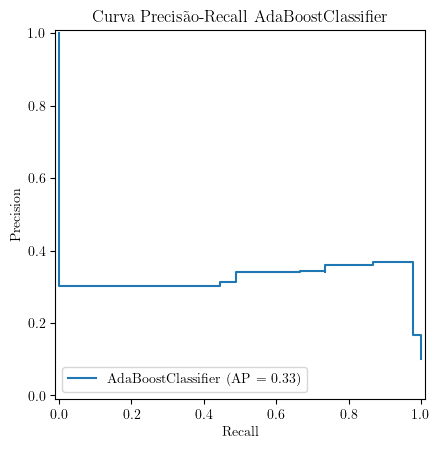 Curva Precisão-Recall AdaBoostClassifier
1.0
0.8
0.6
0.4
0.2
0.0
Precision
AdaBoostClassifier (AP = 0.33)
0.0 0.2 0.4 0.6 0.8 1.0
Recall